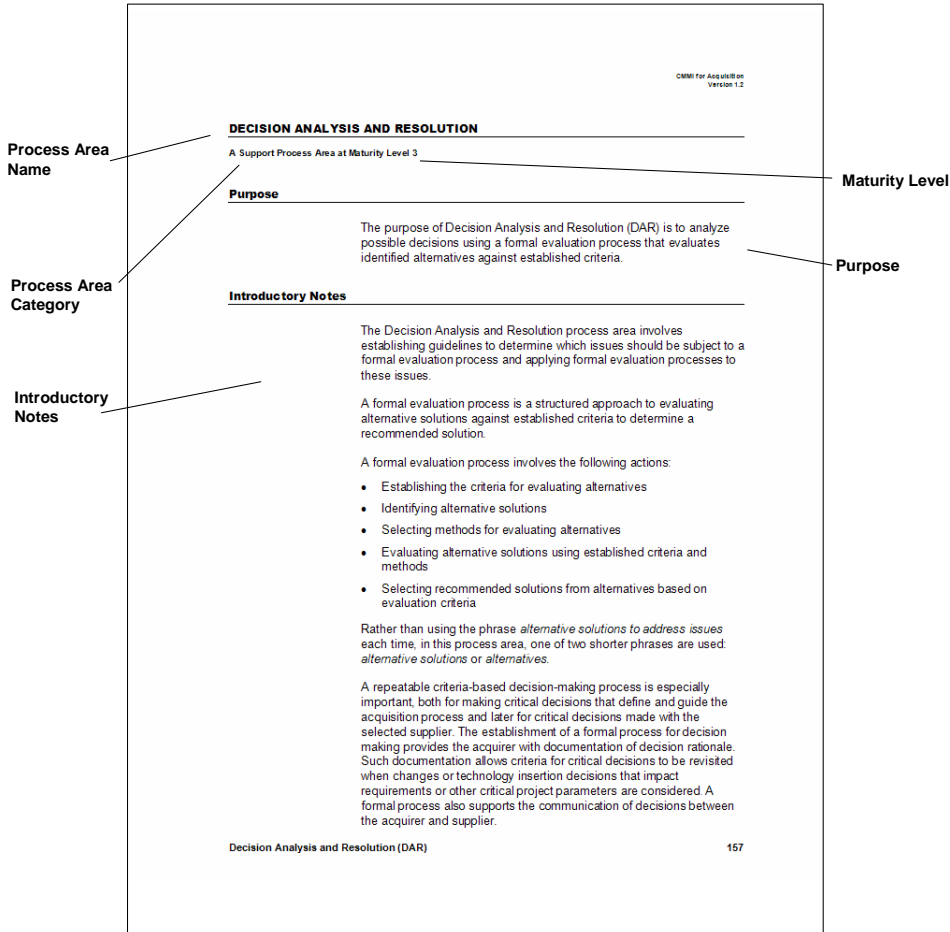 CMMI for Acquisition
Version 1.2
DECISION ANALYSIS AND RESOLUTION
Process Area
Name
A Support Process Area at Maturity Level 3
Maturity Level
Purpose
The purpose of Decision Analysis and Resolution (DAR) is to analyze
possible decisions using a formal evaluation process that evaluates
identified alternatives against established criteria.
Purpose
Process Area
Category
Introductory Notes
The Decision Analysis and Resolution process area involves
establishing guidelines to determine which issues should be subject to a
formal evaluation process and applying formal evaluation processes to
these issues.
Introductory
Notes
A formal evaluation process is a structured approach to evaluating
alternative solutions against established criteria to determine a
recommended solution.
A formal evaluation process involves the following actions:
• Establishing the criteria for evaluating alternatives
• Identifying alternative solutions
• Selecting methods for evaluating alternatives
• Evaluating alternative solutions using established criteria and
methods
• Selecting recommended solutions from alternatives based on
evaluation criteria
Rather than using the phrase alternative solutions to address issues
each time, in this process area, one of two shorter phrases are used:
alternative solutions or alternatives.
A repeatable criteria-based decision-making process is especially
important, both for making critical decisions that define and guide the
acquisition process and later for critical decisions made with the
selected supplier. The establishment of a formal process for decision
making provides the acquirer with documentation of decision rationale.
Such documentation allows criteria for critical decisions to be revisited
when changes or technology insertion decisions that impact
requirements or other critical project parameters are considered. A
formal process also supports the communication of decisions between
the acquirer and supplier.
Decision Analysis and Resolution (DAR) 157